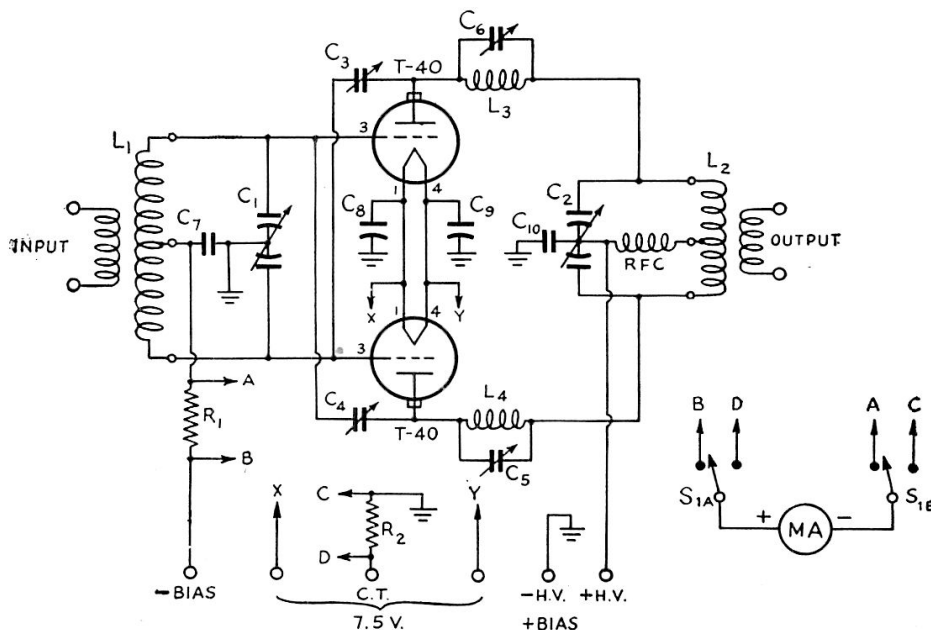 C6
C3
T-40
L3
3
L1
1 4
L2
C7
C1
C8
C9
C10
C2
INPUT
RFC
OUTPUT
X
Y
1 4
3
A
L4
B D
A C
R1
C4
T-40
C5
B
S1A
S1B
X
C
Y
+ MA -
R2
D
-BIAS
C.T.
-H.V. +H.V.
7.5 V.
+BIAS